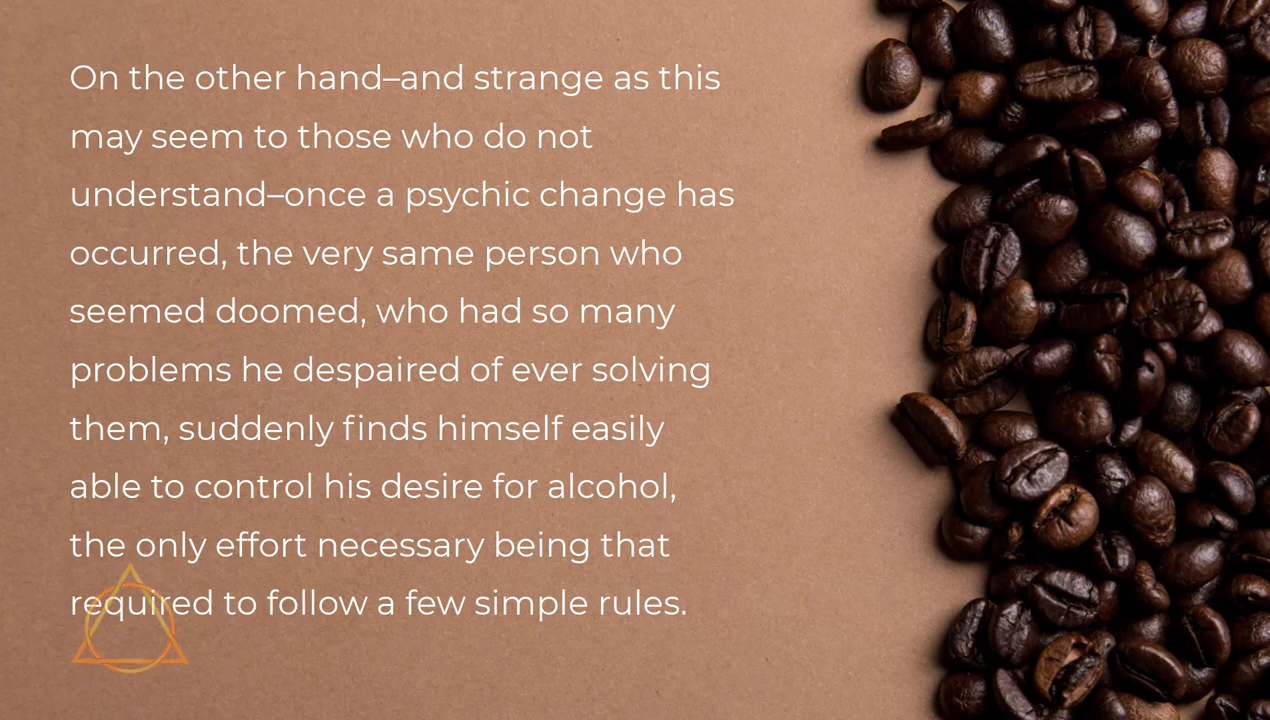 On the other hand–and strange as this
may seem to those who do not
understand–once a psychic change has
occurred, the very same person who
seemed doomed, who had so many
problems he despaired of ever solving
them, suddenly finds himself easily
able to control his desire for alcohol,
the only effort necessary being that
required to follow a few simple rules.